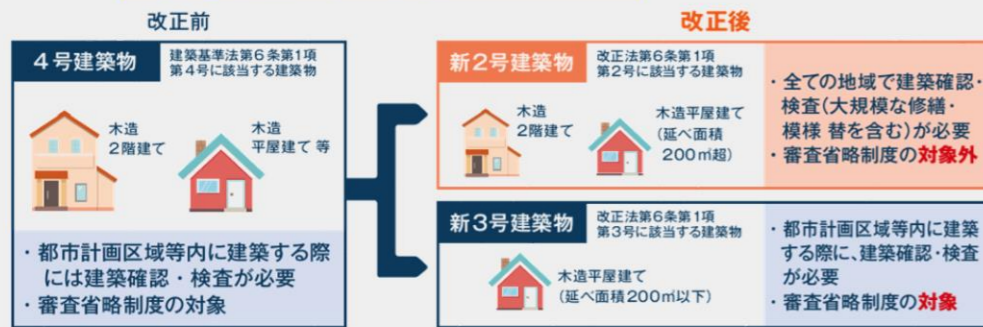 改正前
4号建築物
建築基準法第6条第1項
第4号に該当する建築物
木造
2階建て
木造
平屋建て 等
・都市計画区域等内に建築する際
には建築確認・検査が必要
・審査省略制度の対象
改正後
新2号建築物
改正法第6条第1項
第2号に該当する建築物
木造
2階建て
木造平屋建て
(延べ面積
200㎡超)
・全ての地域で建築確認・
検査(大規模な修繕・
模様 替を含む)が必要
・審査省略制度の対象外
新3号建築物
改正法第6条第1項
第3号に該当する建築物
木造平屋建て
(延べ面積200㎡以下)
・都市計画区域等内に建築
する際に、建築確認・検査
が必要
・審査省略制度の対象